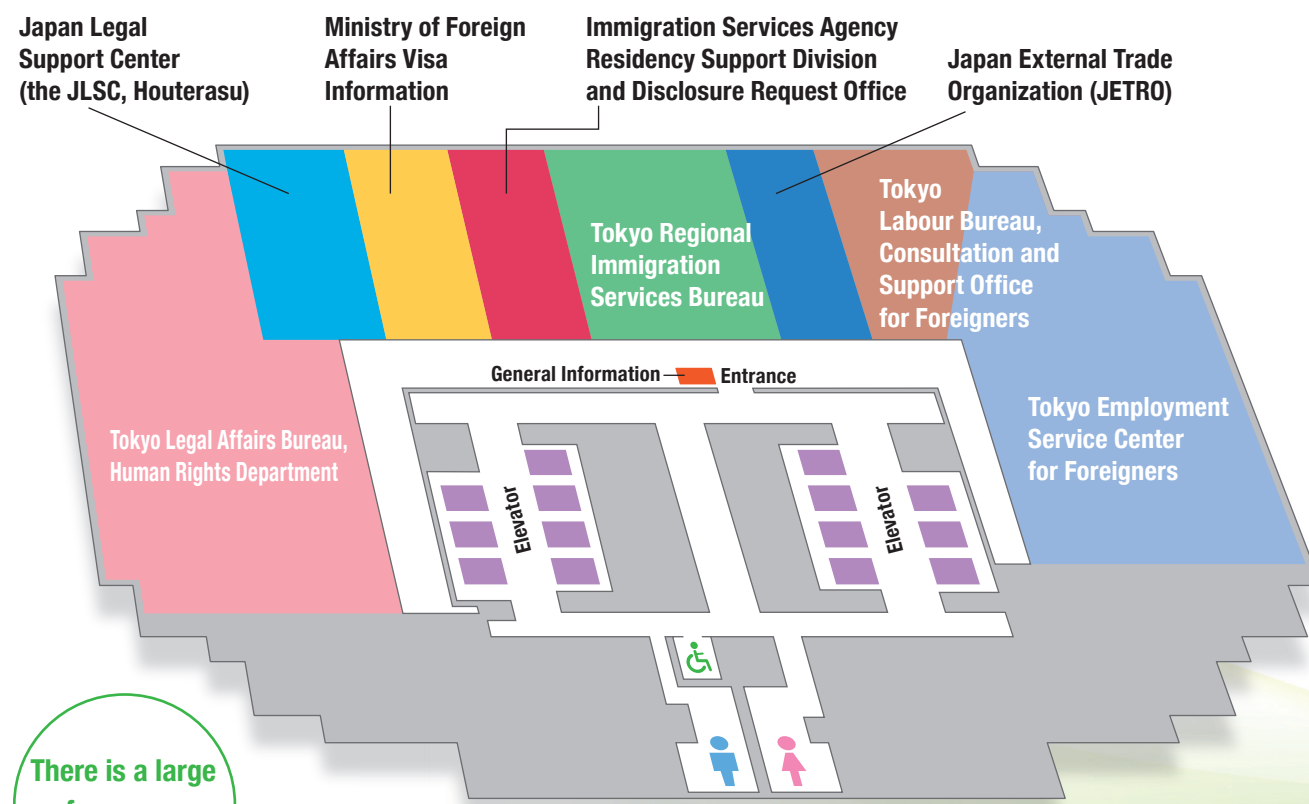 Japan Legal
Support Center
(the JLSC, Houterasu)
Ministry of Foreign
Affairs Visa
Information
Immigration Services Agency
Residency Support Division
and Disclosure Request Office
Japan External Trade
Organization (JETRO)
Tokyo Regional
Immigration
Services Bureau
Tokyo
Labour Bureau,
Consultation and
Support Office
for Foreigners
General Information
Entrance
Tokyo Legal Affairs Bureau,
Human Rights Department
Tokyo Employment
Service Center
for Foreigners
Elevator
Elevator
There is a large